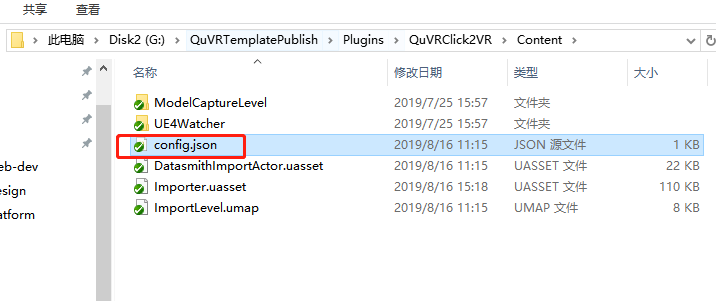 共享 查看
此电脑 > Disk2 (G:) > QuVRTemplatePublish > Plugins > QuVRClick2VR > Content >
名称 修改日期 类型 大小
ModelCaptureLevel 2019/7/25 15:57 文件夹
UE4Watcher 2019/7/25 15:57 文件夹
config.json 2019/8/16 11:15 JSON 源文件 1 KB
eb-dev DatasmithImportActor.uasset 2019/8/16 11:15 UASSET 文件 22 KB
esign Importer.uasset 2019/8/16 15:18 UASSET 文件 110 KB
atform ImportLevel.umap 2019/8/16 11:15 UMAP 文件 8 KB